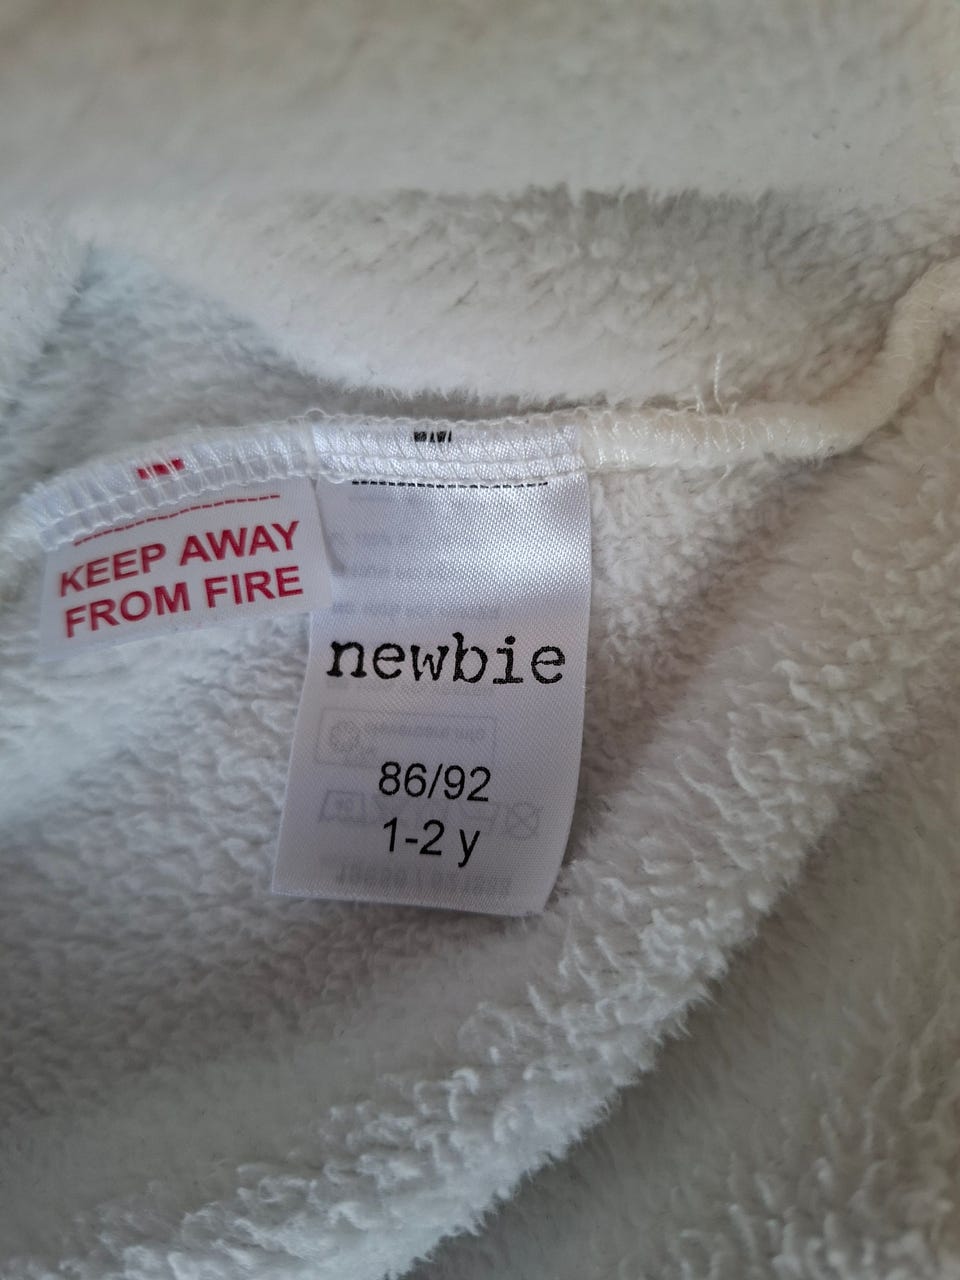 KEEP AWAY
FROM FIRE
newbie
86/92
1-2 y